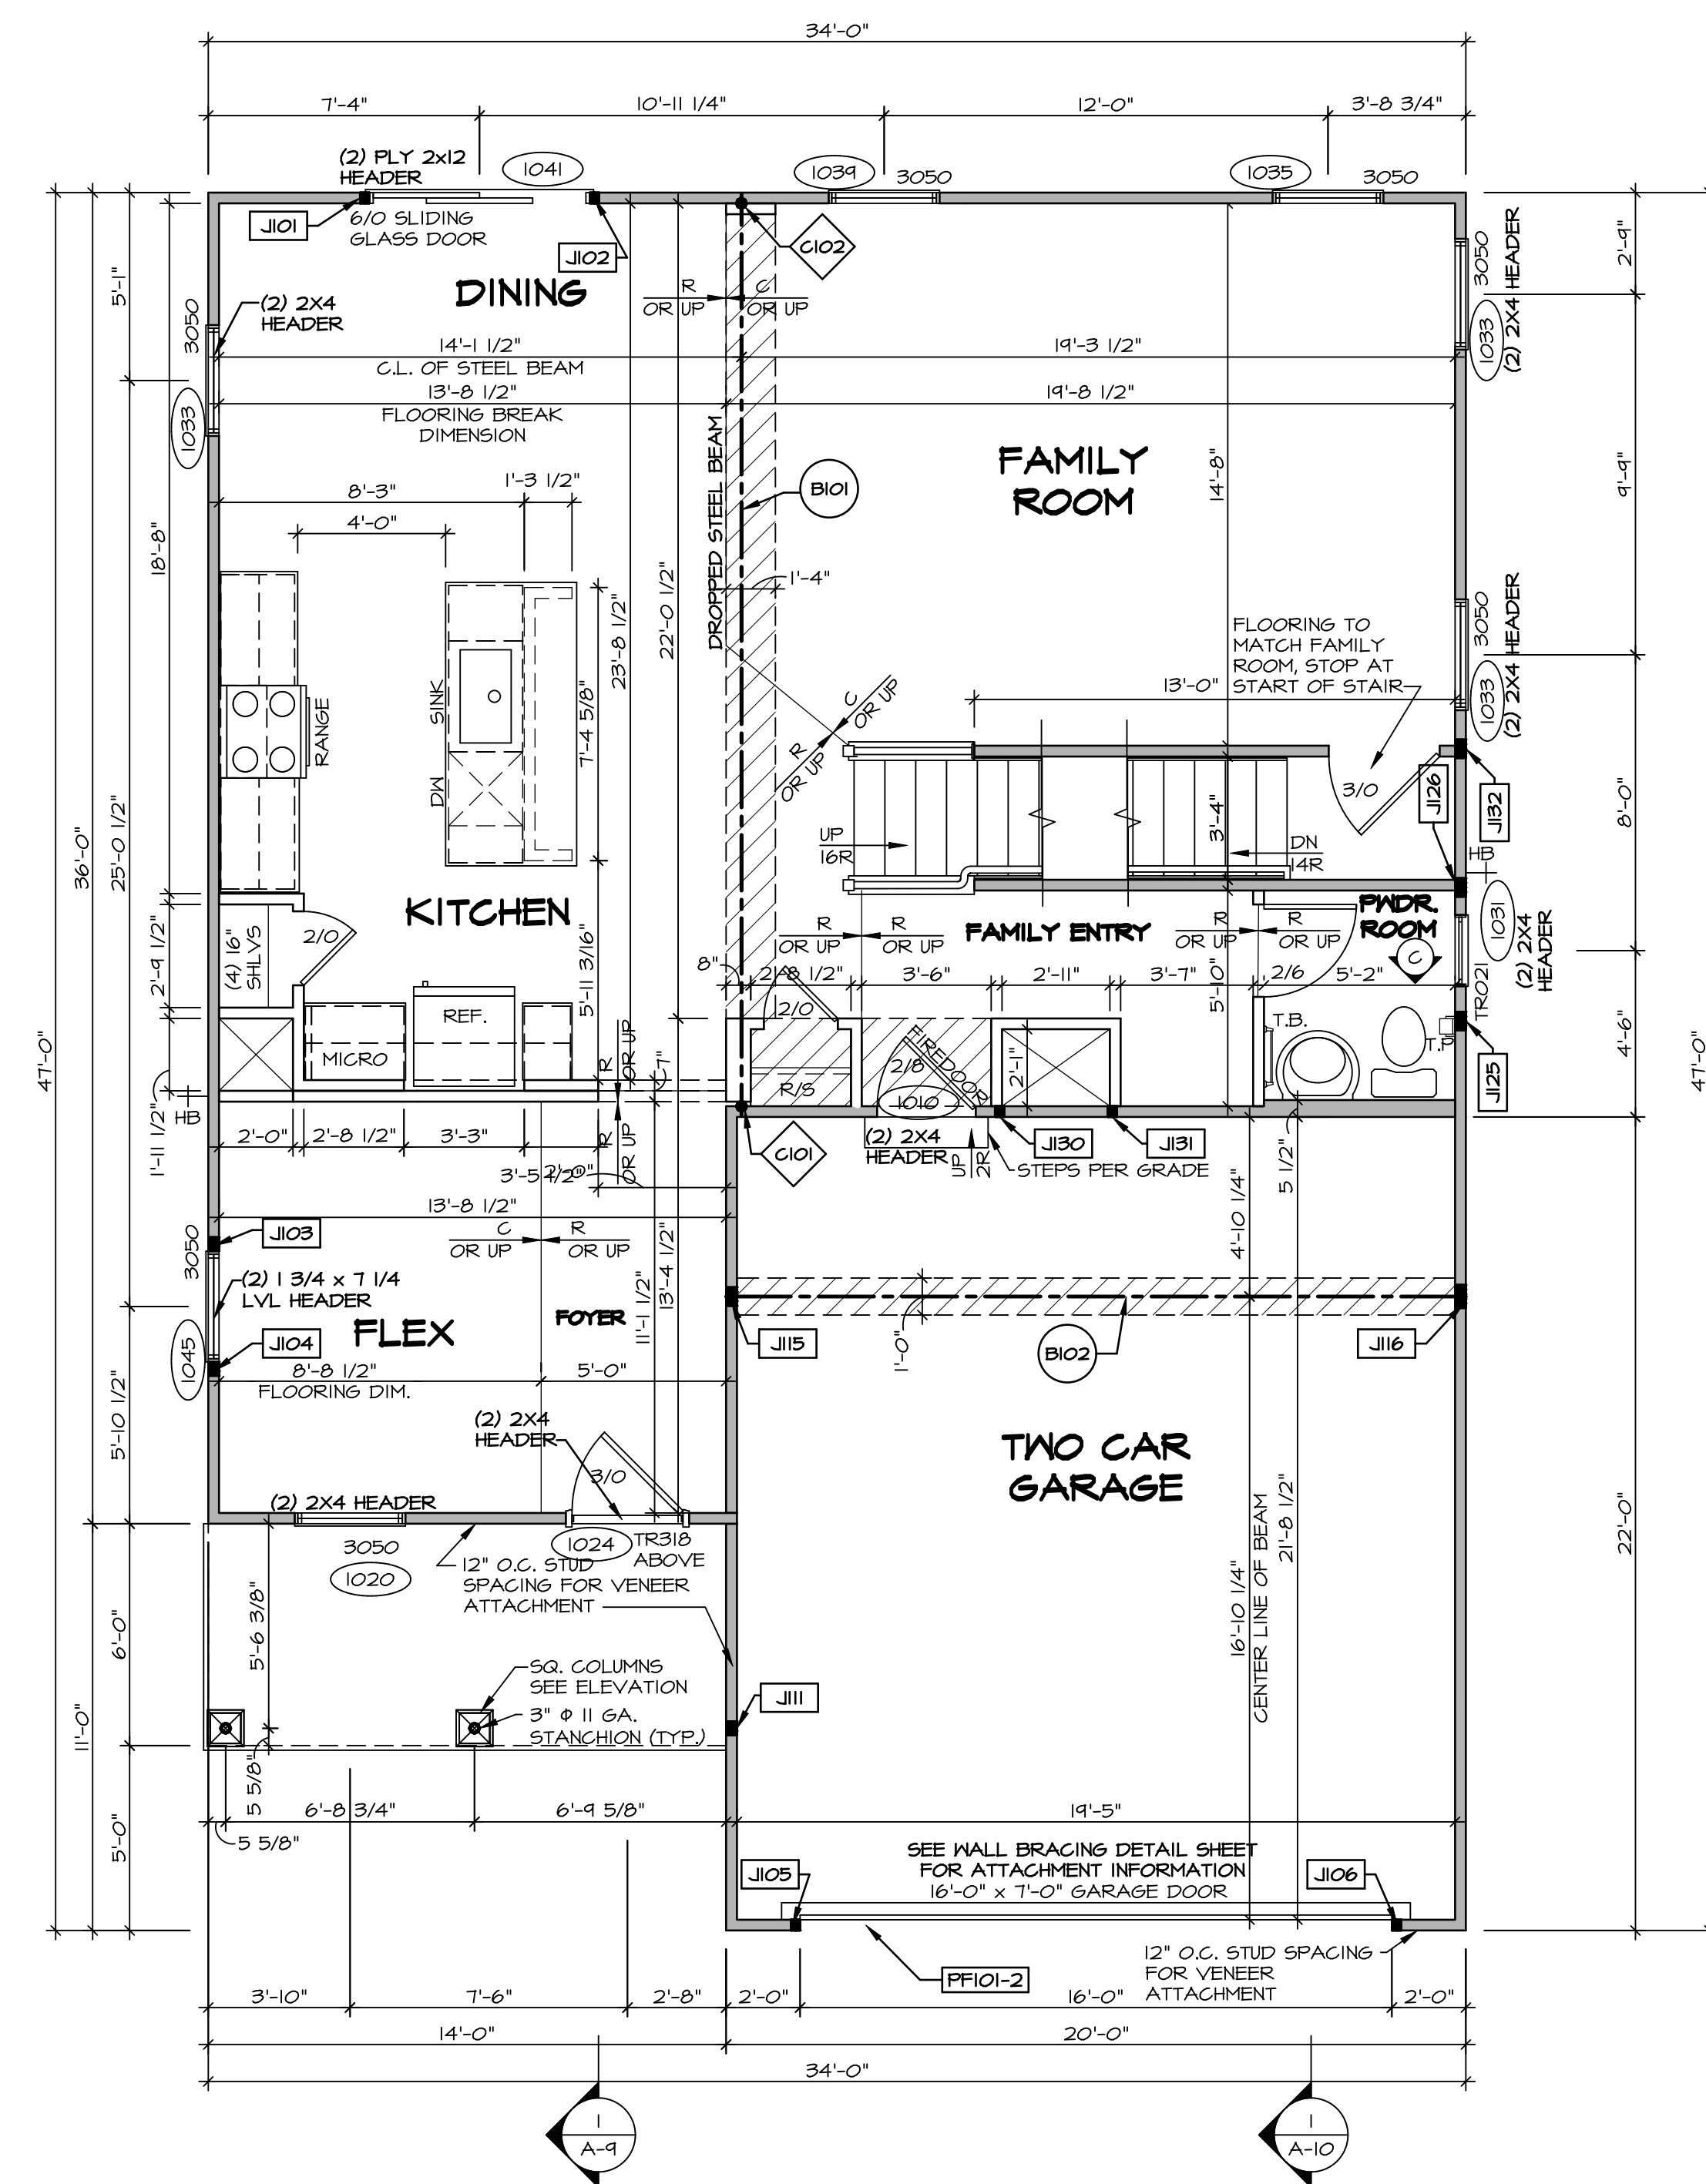 34'-0"
7'-4"
10'-11 1/4"
12'-0"
3'-8 3/4"
(2) PLY 2x12
HEADER
1041
1039
3050
1035
3050
J101
6/0 SLIDING
GLASS DOOR
J102
C102
DINING
R
OR UP
C
OR UP
5'-1"
3050
(2) 2X4
HEADER
1033
14'-1 1/2"
C.L. OF STEEL BEAM
13'-8 1/2"
FLOORING BREAK
DIMENSION
19'-3 1/2"
19'-8 1/2"
3050
(2) 2X4 HEADER
1033
2'-9"
9'-9"
FAMILY
ROOM
14'-8"
DROPPED STEEL BEAM
B101
8'-3"
1'-3 1/2"
4'-0"
18'-8"
1'-4"
23'-8 1/2"
22'-0 1/2"
7'-4 5/8"
SINK
DW
RANGE
FLOORING TO
MATCH FAMILY
ROOM, STOP AT
START OF STAIR
13'-0"
3050
(2) 2X4 HEADER
1033
C
OR UP
R
OR UP
36'-0"
25'-0 1/2"
47'-0"
UP
16R
3'-4"
DN
14R
3/0
J126
J132
8'-0"
HB
KITCHEN
2/0
(4) 16"
SHLVS
2'-9 1/2"
5'-11 3/16"
R
OR UP
R
OR UP
FAMILY ENTRY
R
OR UP
R
OR UP
PWDR.
ROOM
C
1031
(2) 2X4
HEADER
TR021
8"
2'-8 1/2"
3'-6"
2'-11"
3'-7"
5'-10"
2/6
5'-2"
2/0
REF.
MICRO
R/S
2/8
FIREDOOR
1010
2'-1"
T.B.
T.P.
J125
4'-6"
47'-0"
R
OR UP
7"
HB
1'-11 1/2"
2'-0"
2'-8 1/2"
3'-3"
2'-0"
3'-5 1/2"
R
OR UP
C101
(2) 2X4
HEADER
UP
2R
STEPS PER GRADE
J130
J131
5 1/2"
4'-10 1/4"
13'-8 1/2"
J103
3050
C
OR UP
R
OR UP
(2) 1 3/4 x 7 1/4
LVL HEADER
FLEX
FOYER
11'-1 1/2"
13'-4 1/2"
J104
1045
8'-8 1/2"
FLOORING DIM.
5'-0"
J115
1'-0"
B102
J116
5'-10 1/2"
(2) 2X4
HEADER
3/0
TWO CAR
GARAGE
(2) 2X4 HEADER
3050
1020
1024
TR318
ABOVE
12" O.C. STUD
SPACING FOR VENEER
ATTACHMENT
16'-10 1/4"
CENTER LINE OF BEAM
21'-8 1/2"
22'-0"
5'-6 3/8"
6'-0"
11'-0"
SQ. COLUMNS
SEE ELEVATION
3" Φ 11 GA.
STANCHION (TYP.)
J111
5 5/8"
5'-0"
6'-8 3/4"
6'-9 5/8"
5 5/8"
19'-5"
SEE WALL BRACING DETAIL SHEET
FOR ATTACHMENT INFORMATION
16'-0" x 7'-0" GARAGE DOOR
J105
J106
12" O.C. STUD SPACING
FOR VENEER
ATTACHMENT
PF101-2
3'-10"
7'-6"
2'-8"
2'-0"
16'-0"
2'-0"
14'-0"
20'-0"
34'-0"
1
A-9
1
A-10